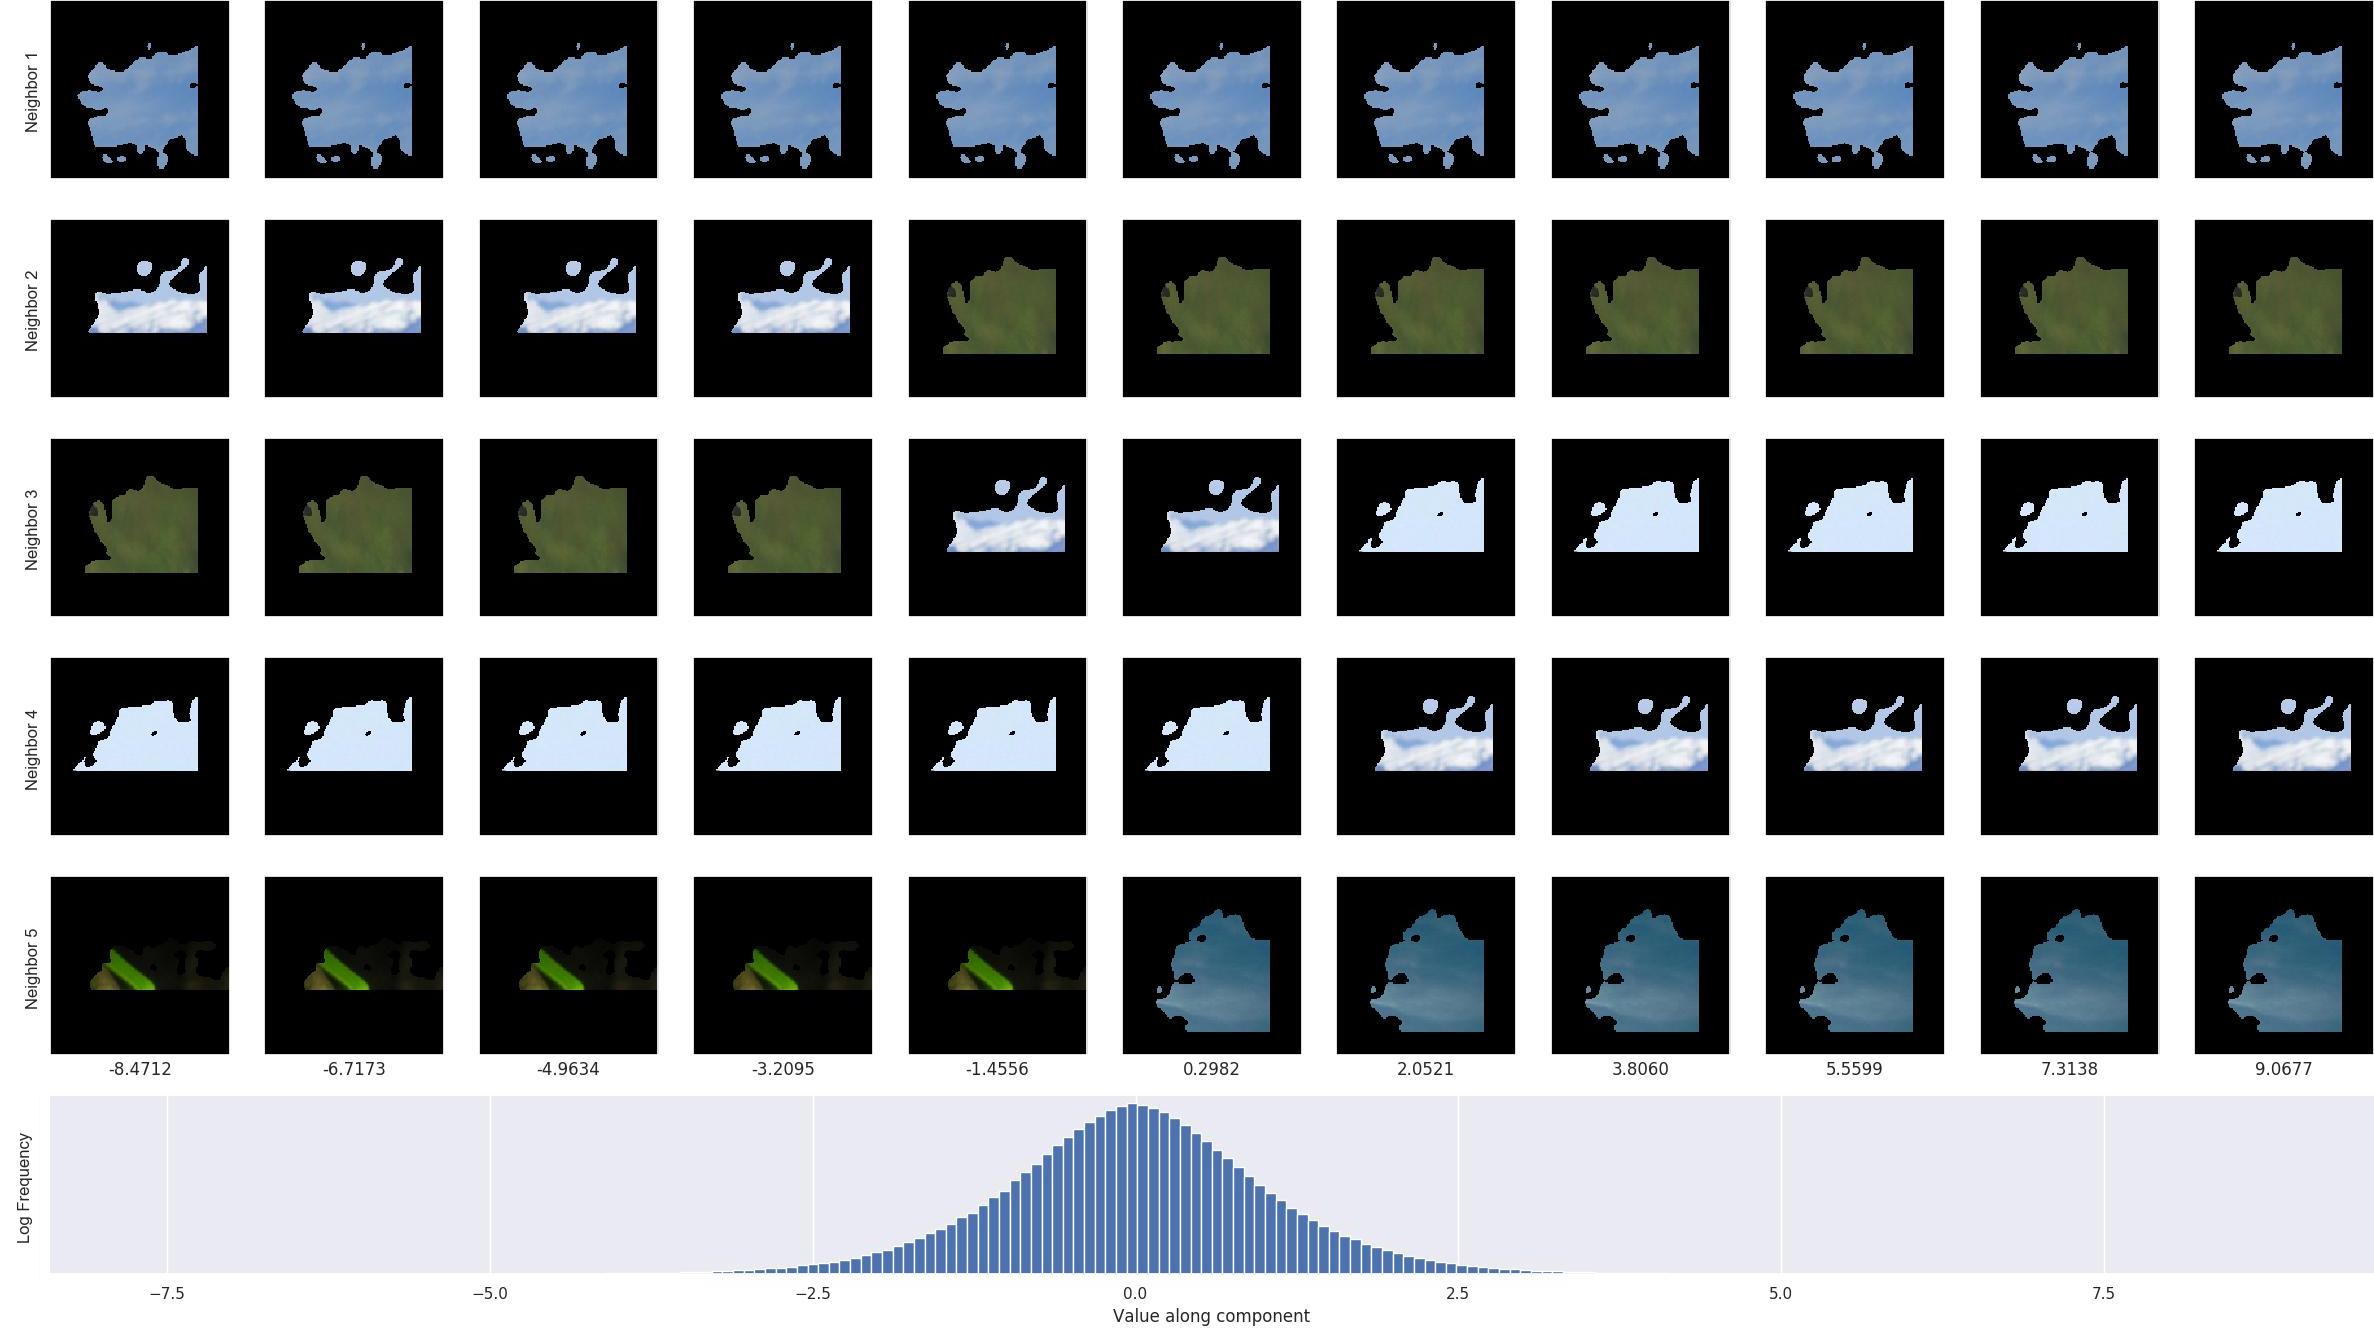 Neighbor 1
Neighbor 2
Neighbor 3
Neighbor 4
Neighbor 5
-8.4712 -6.7173 -4.9634 -3.2095 -1.4556 0.2982 2.0521 3.8060 5.5599 7.3138 9.0677
Log Frequency
−7.5 −5.0 −2.5 0.0 2.5 5.0 7.5
Value along component